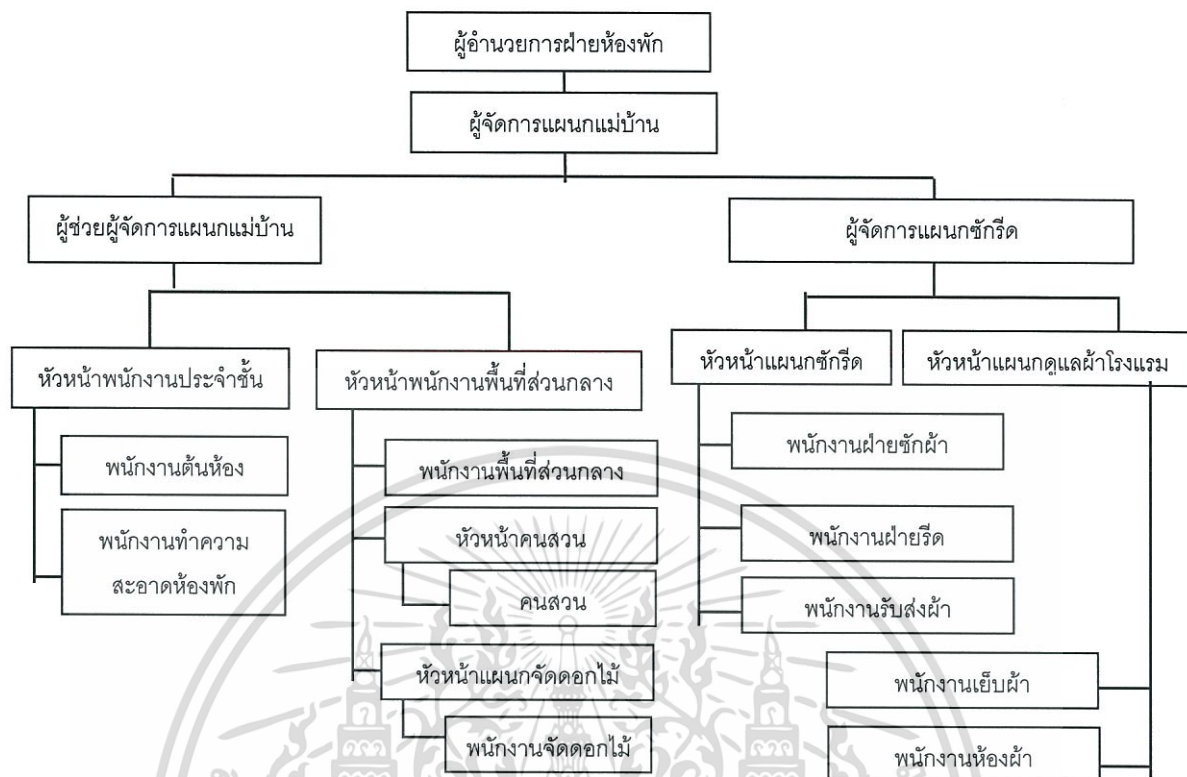 ผู้อำนวยการฝ่ายห้องพัก
ผู้จัดการแผนกแม่บ้าน
ผู้ช่วยผู้จัดการแผนกแม่บ้าน
ผู้จัดการแผนกซักรีด
หัวหน้าพนักงานประจำชั้น
หัวหน้าพนักงานพื้นที่ส่วนกลาง
หัวหน้าแผนกซักรีด
หัวหน้าแผนกดูแลผ้าโรงแรม
พนักงานต้นห้อง
พนักงานทำความ
สะอาดห้องพัก
พนักงานพื้นที่ส่วนกลาง
หัวหน้าคนสวน
คนสวน
หัวหน้าแผนกจัดดอกไม้
พนักงานจัดดอกไม้
พนักงานฝ่ายซักผ้า
พนักงานฝ่ายรีด
พนักงานรับส่งผ้า
พนักงานเย็บผ้า
พนักงานห้องผ้า